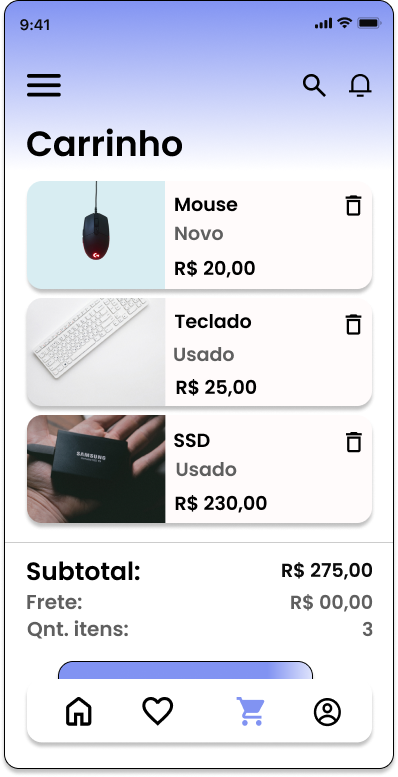 9:41
Carrinho
Mouse
Novo
R$ 20,00
Teclado
Usado
R$ 25,00
SAMSUNG
SSD
Usado
R$ 230,00
Subtotal: R$ 275,00
Frete: R$ 00,00
Qnt. itens: 3